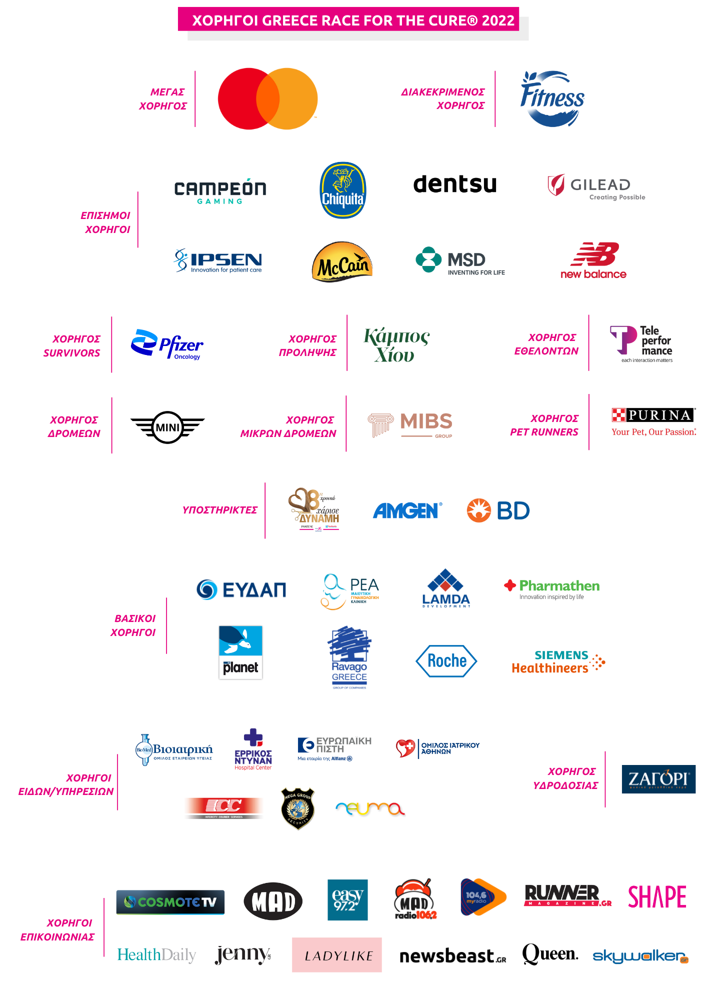 ΧΟΡΗΓΟΙ GREECE RACE FOR THE CURE® 2022
ΜΕΓΑΣ
ΧΟΡΗΓΟΣ
ΔΙΑΚΕΚΡΙΜΕΝΟΣ
ΧΟΡΗΓΟΣ
Fitness
ΕΠΙΣΗΜΟΙ
ΧΟΡΗΓΟΙ
CAMPEÓN
GAMING
Chiquita
dentsu
GILEAD
Creating Possible
IPSEN
Innovation for patient care
McCain
MSD
INVENTING FOR LIFE
NB
new balance
ΧΟΡΗΓΟΣ
SURVIVORS
Pfizer
Oncology
ΧΟΡΗΓΟΣ
ΠΡΟΛΗΨΗΣ
Κάμπος
Χίου
ΧΟΡΗΓΟΣ
ΕΘΕΛΟΝΤΩΝ
Tele
perfor
mance
each interaction matters
ΧΟΡΗΓΟΣ
ΔΡΟΜΕΩΝ
MINI
ΧΟΡΗΓΟΣ
ΜΙΚΡΩΝ ΔΡΟΜΕΩΝ
MIBS
GROUP
ΧΟΡΗΓΟΣ
PET RUNNERS
PURINA
Your Pet, Our Passion.®
ΥΠΟΣΤΗΡΙΚΤΕΣ
8η χρονιά
χάρισε
ΔΥΝΑΜΗ
PANTENE
AMGEN®
BD
ΒΑΣΙΚΟΙ
ΧΟΡΗΓΟΙ
ΕΥΔΑΠ
ΡΕΑ
ΜΑΙΕΥΤΙΚΗ
ΓΥΝΑΙΚΟΛΟΓΙΚΗ
ΚΛΙΝΙΚΗ
LAMDA
DEVELOPMENT
Pharmathen
Innovation inspired by life
planet
Ravago
GREECE
GROUP OF COMPANIES
Roche
SIEMENS
Healthineers
ΧΟΡΗΓΟΙ
ΕΙΔΩΝ/ΥΠΗΡΕΣΙΩΝ
BioMed
Βιοιατρική
ΟΜΙΛΟΣ ΕΤΑΙΡΕΙΩΝ ΥΓΕΙΑΣ
ΕΡΡΙΚΟΣ
ΝΤΥΝΑΝ
Hospital Center
ΕΥΡΩΠΑΪΚΗ
ΠΙΣΤΗ
Μια εταιρία της Allianz
ΟΜΙΛΟΣ ΙΑΤΡΙΚΟΥ
ΑΘΗΝΩΝ
ICC
INTERCITY COURIER SERVICES
MEGA GROUP
SECURITY
neuma
ΧΟΡΗΓΟΣ
ΥΔΡΟΔΟΣΙΑΣ
ΖΑΓΟΡΙ®
φυσικό μεταλλικό νερό
ΧΟΡΗΓΟΙ
ΕΠΙΚΟΙΝΩΝΙΑΣ
COSMOTE TV
MAD
easy
97.2
MAD
radio106,2
104,6
myradio
RUNNER
MAGAZINE.GR
SHAPE
HealthDaily
jenny.GR
LADYLIKE
newsbeast.GR
Queen.
skywalker.GR